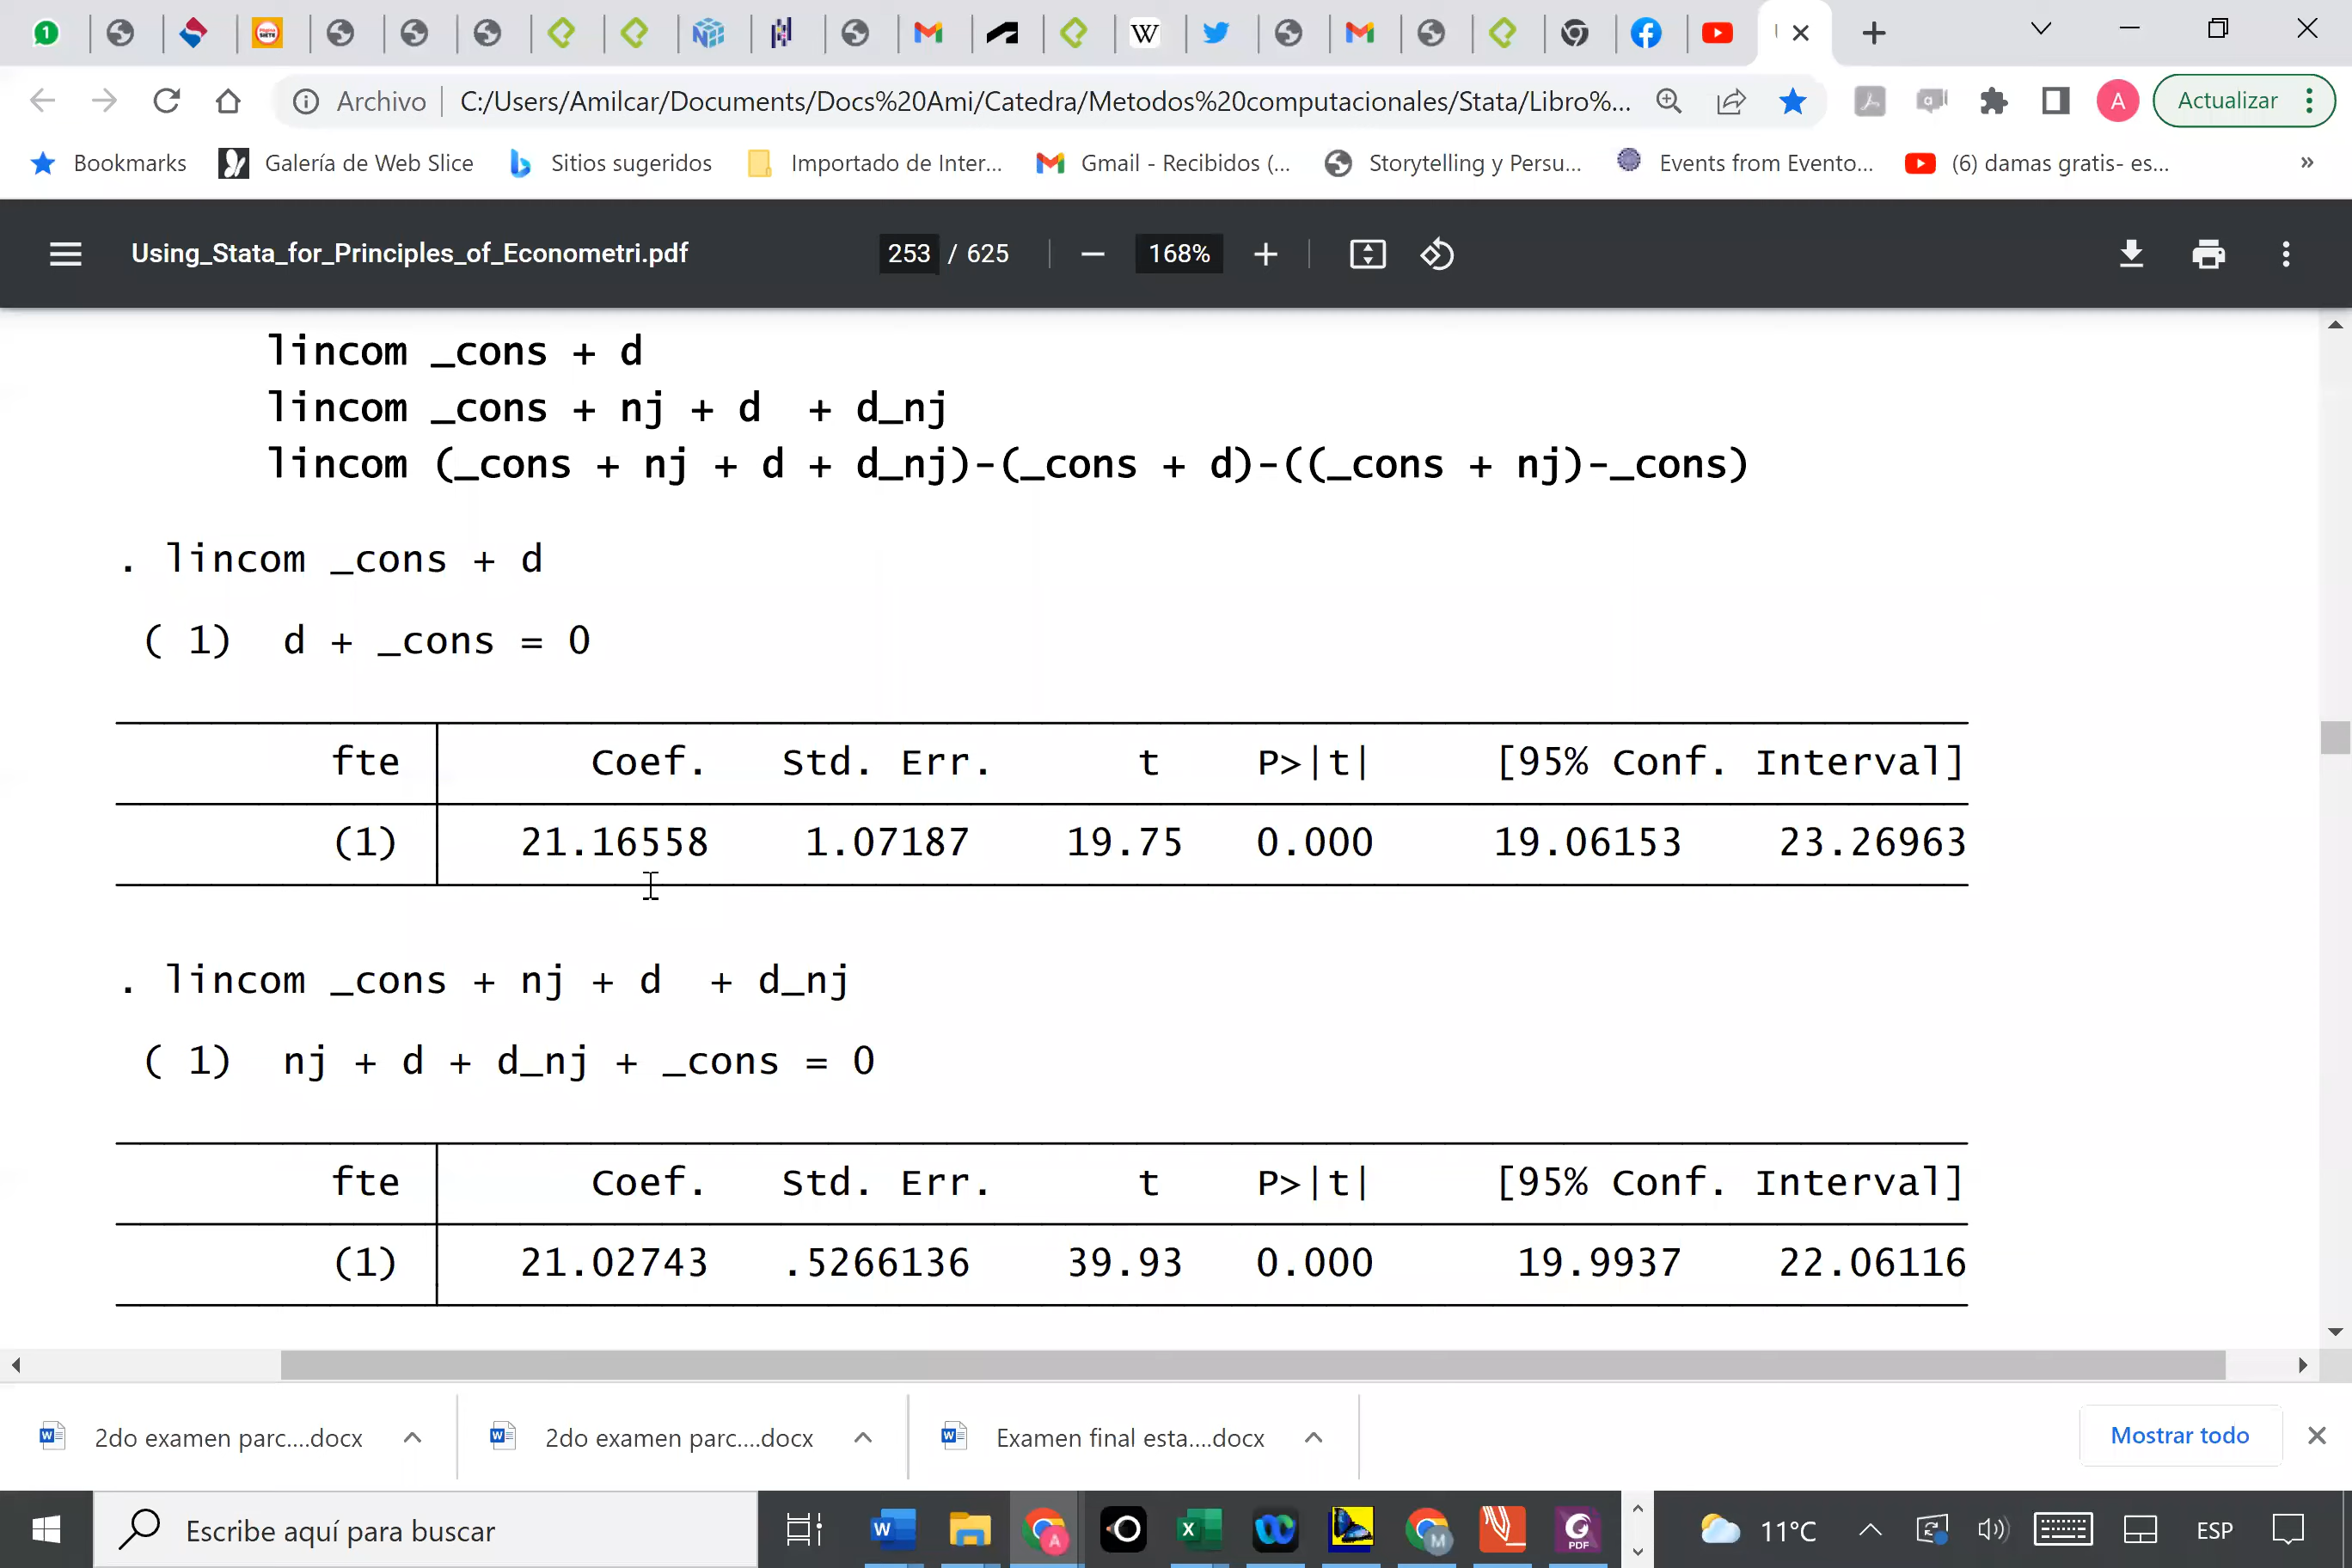 1
W
Archivo
C:/Users/Amilcar/Documents/Docs%20Ami/Catedra/Metodos%20computacionales/Stata/Libro%...
A
Actualizar
Bookmarks
Galería de Web Slice
Sitios sugeridos
Importado de Inter...
Gmail - Recibidos (...
Storytelling y Persu...
Events from Evento...
(6) damas gratis- es...
»
Using_Stata_for_Principles_of_Econometri.pdf
253 / 625
168%
lincom _cons + d
lincom _cons + nj + d + d_nj
lincom (_cons + nj + d + d_nj)-(_cons + d)-((_cons + nj)-_cons)
. lincom _cons + d
( 1) d + _cons = 0
fte Coef. Std. Err. t P>|t| [95% Conf. Interval]
(1) 21.16558 1.07187 19.75 0.000 19.06153 23.26963
. lincom _cons + nj + d + d_nj
( 1) nj + d + d_nj + _cons = 0
fte Coef. Std. Err. t P>|t| [95% Conf. Interval]
(1) 21.02743 .5266136 39.93 0.000 19.9937 22.06116
2do examen parc....docx
2do examen parc....docx
Examen final esta....docx
Mostrar todo
Escribe aquí para buscar
11°C
ESP